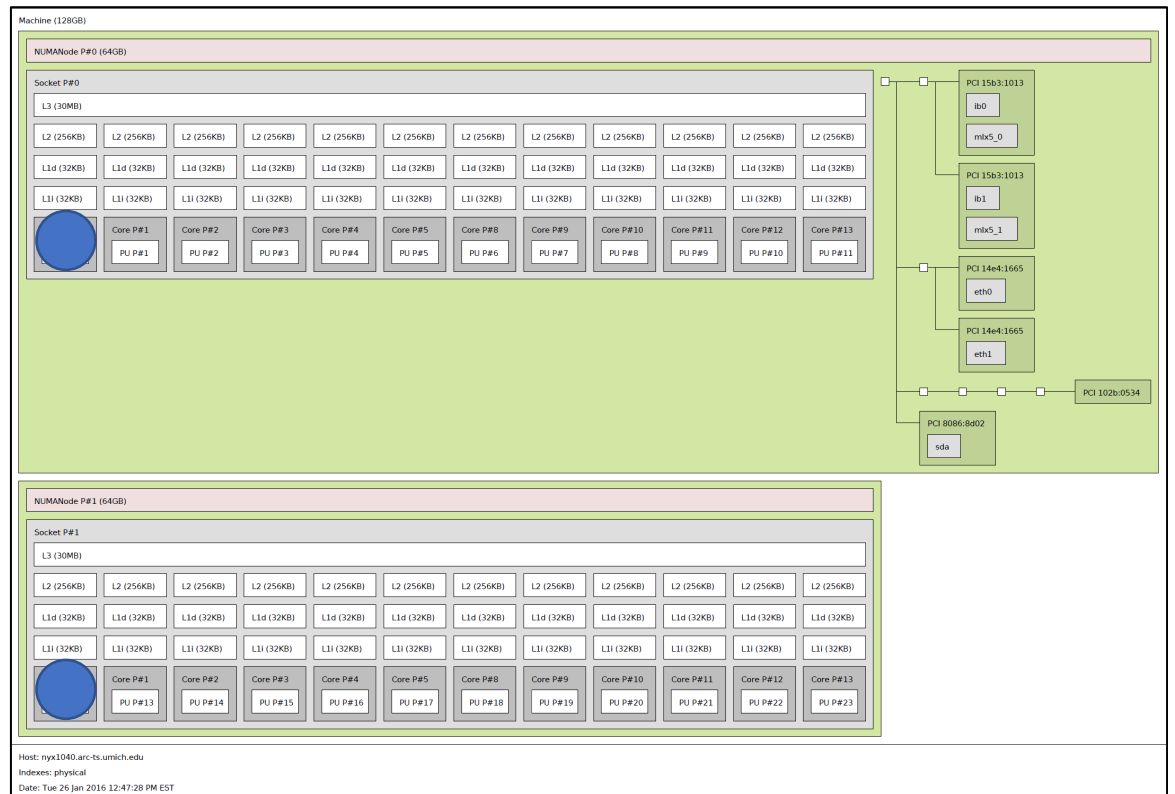 Machine (128GB)
NUMANode P#0 (64GB)
Socket P#0
L3 (30MB)
L2 (256KB) L2 (256KB) L2 (256KB) L2 (256KB) L2 (256KB) L2 (256KB) L2 (256KB) L2 (256KB) L2 (256KB) L2 (256KB) L2 (256KB) L2 (256KB)
L1d (32KB) L1d (32KB) L1d (32KB) L1d (32KB) L1d (32KB) L1d (32KB) L1d (32KB) L1d (32KB) L1d (32KB) L1d (32KB) L1d (32KB) L1d (32KB)
L1i (32KB) L1i (32KB) L1i (32KB) L1i (32KB) L1i (32KB) L1i (32KB) L1i (32KB) L1i (32KB) L1i (32KB) L1i (32KB) L1i (32KB) L1i (32KB)
Core P#1 Core P#2 Core P#3 Core P#4 Core P#5 Core P#8 Core P#9 Core P#10 Core P#11 Core P#12 Core P#13
PU P#1 PU P#2 PU P#3 PU P#4 PU P#5 PU P#6 PU P#7 PU P#8 PU P#9 PU P#10 PU P#11
PCI 15b3:1013
ib0
mlx5_0
PCI 15b3:1013
ib1
mlx5_1
PCI 14e4:1665
eth0
PCI 14e4:1665
eth1
PCI 102b:0534
PCI 8086:8d02
sda
NUMANode P#1 (64GB)
Socket P#1
L3 (30MB)
L2 (256KB) L2 (256KB) L2 (256KB) L2 (256KB) L2 (256KB) L2 (256KB) L2 (256KB) L2 (256KB) L2 (256KB) L2 (256KB) L2 (256KB) L2 (256KB)
L1d (32KB) L1d (32KB) L1d (32KB) L1d (32KB) L1d (32KB) L1d (32KB) L1d (32KB) L1d (32KB) L1d (32KB) L1d (32KB) L1d (32KB) L1d (32KB)
L1i (32KB) L1i (32KB) L1i (32KB) L1i (32KB) L1i (32KB) L1i (32KB) L1i (32KB) L1i (32KB) L1i (32KB) L1i (32KB) L1i (32KB) L1i (32KB)
Core P#1 Core P#2 Core P#3 Core P#4 Core P#5 Core P#8 Core P#9 Core P#10 Core P#11 Core P#12 Core P#13
PU P#13 PU P#14 PU P#15 PU P#16 PU P#17 PU P#18 PU P#19 PU P#20 PU P#21 PU P#22 PU P#23
Host: nyx1040.arc-ts.umich.edu
Indexes: physical
Date: Tue 26 Jan 2016 12:47:28 PM EST